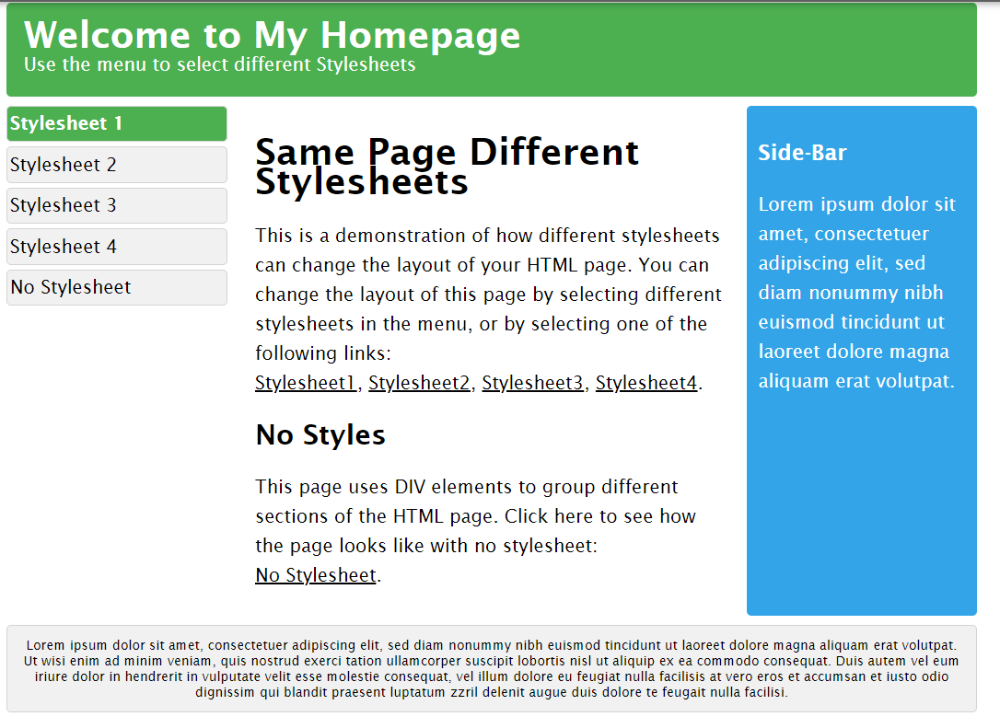 Welcome to My Homepage
Use the menu to select different Stylesheets
Stylesheet 1
Stylesheet 2
Stylesheet 3
Stylesheet 4
No Stylesheet
Same Page Different
Stylesheets
This is a demonstration of how different stylesheets
can change the layout of your HTML page. You can
change the layout of this page by selecting different
stylesheets in the menu, or by selecting one of the
following links:
Stylesheet1, Stylesheet2, Stylesheet3, Stylesheet4.
No Styles
This page uses DIV elements to group different
sections of the HTML page. Click here to see how
the page looks like with no stylesheet:
No Stylesheet.
Side-Bar
Lorem ipsum dolor sit
amet, consectetuer
adipiscing elit, sed
diam nonummy nibh
euismod tincidunt ut
laoreet dolore magna
aliquam erat volutpat.
Lorem ipsum dolor sit amet, consectetuer adipiscing elit, sed diam nonummy nibh euismod tincidunt ut laoreet dolore magna aliquam erat volutpat.
Ut wisi enim ad minim veniam, quis nostrud exerci tation ullamcorper suscipit lobortis nisl ut aliquip ex ea commodo consequat. Duis autem vel eum
iriure dolor in hendrerit in vulputate velit esse molestie consequat, vel illum dolore eu feugiat nulla facilisis at vero eros et accumsan et iusto odio
dignissim qui blandit praesent luptatum zzril delenit augue duis dolore te feugait nulla facilisi.